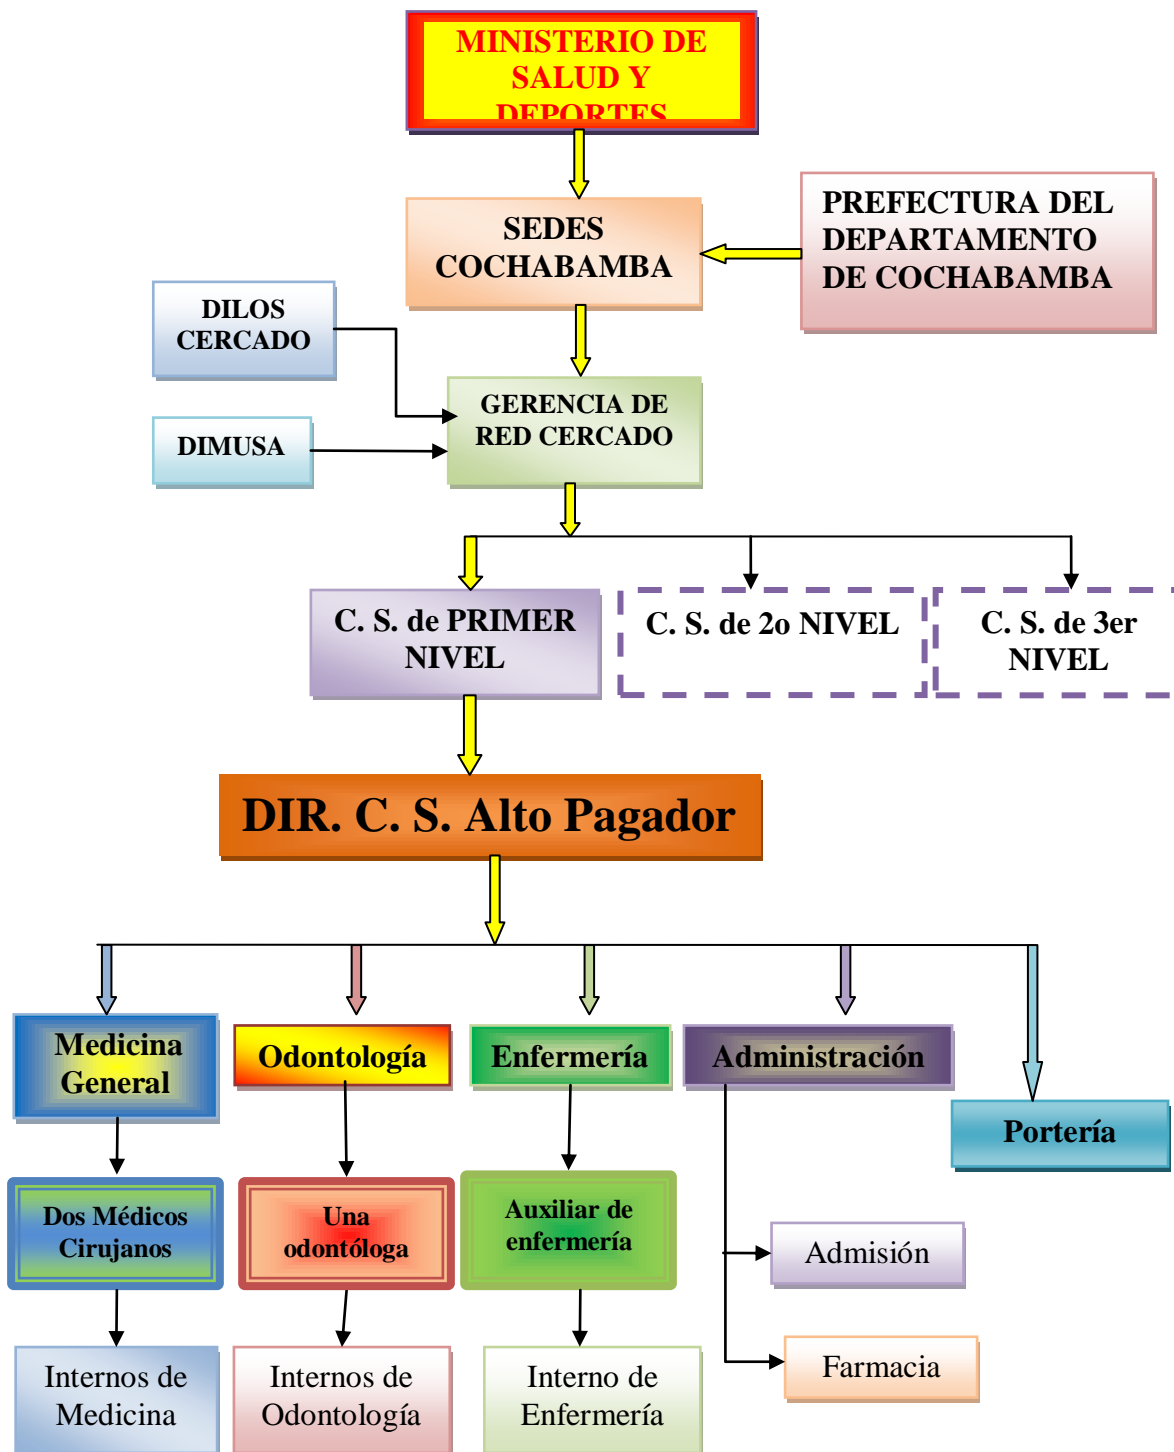 MINISTERIO DE
SALUD Y
DEPORTES
SEDES
COCHABAMBA
PREFECTURA DEL
DEPARTAMENTO
DE COCHABAMBA
DILOS
CERCADO
GERENCIA DE
RED CERCADO
DIMUSA
C. S. de PRIMER
NIVEL
C. S. de 2o NIVEL
C. S. de 3er
NIVEL
DIR. C. S. Alto Pagador
Medicina
General
Odontología
Enfermería
Administración
Portería
Dos Médicos
Cirujanos
Una
odontóloga
Auxiliar de
enfermería
Admisión
Farmacia
Internos de
Medicina
Internos de
Odontología
Interno de
Enfermería